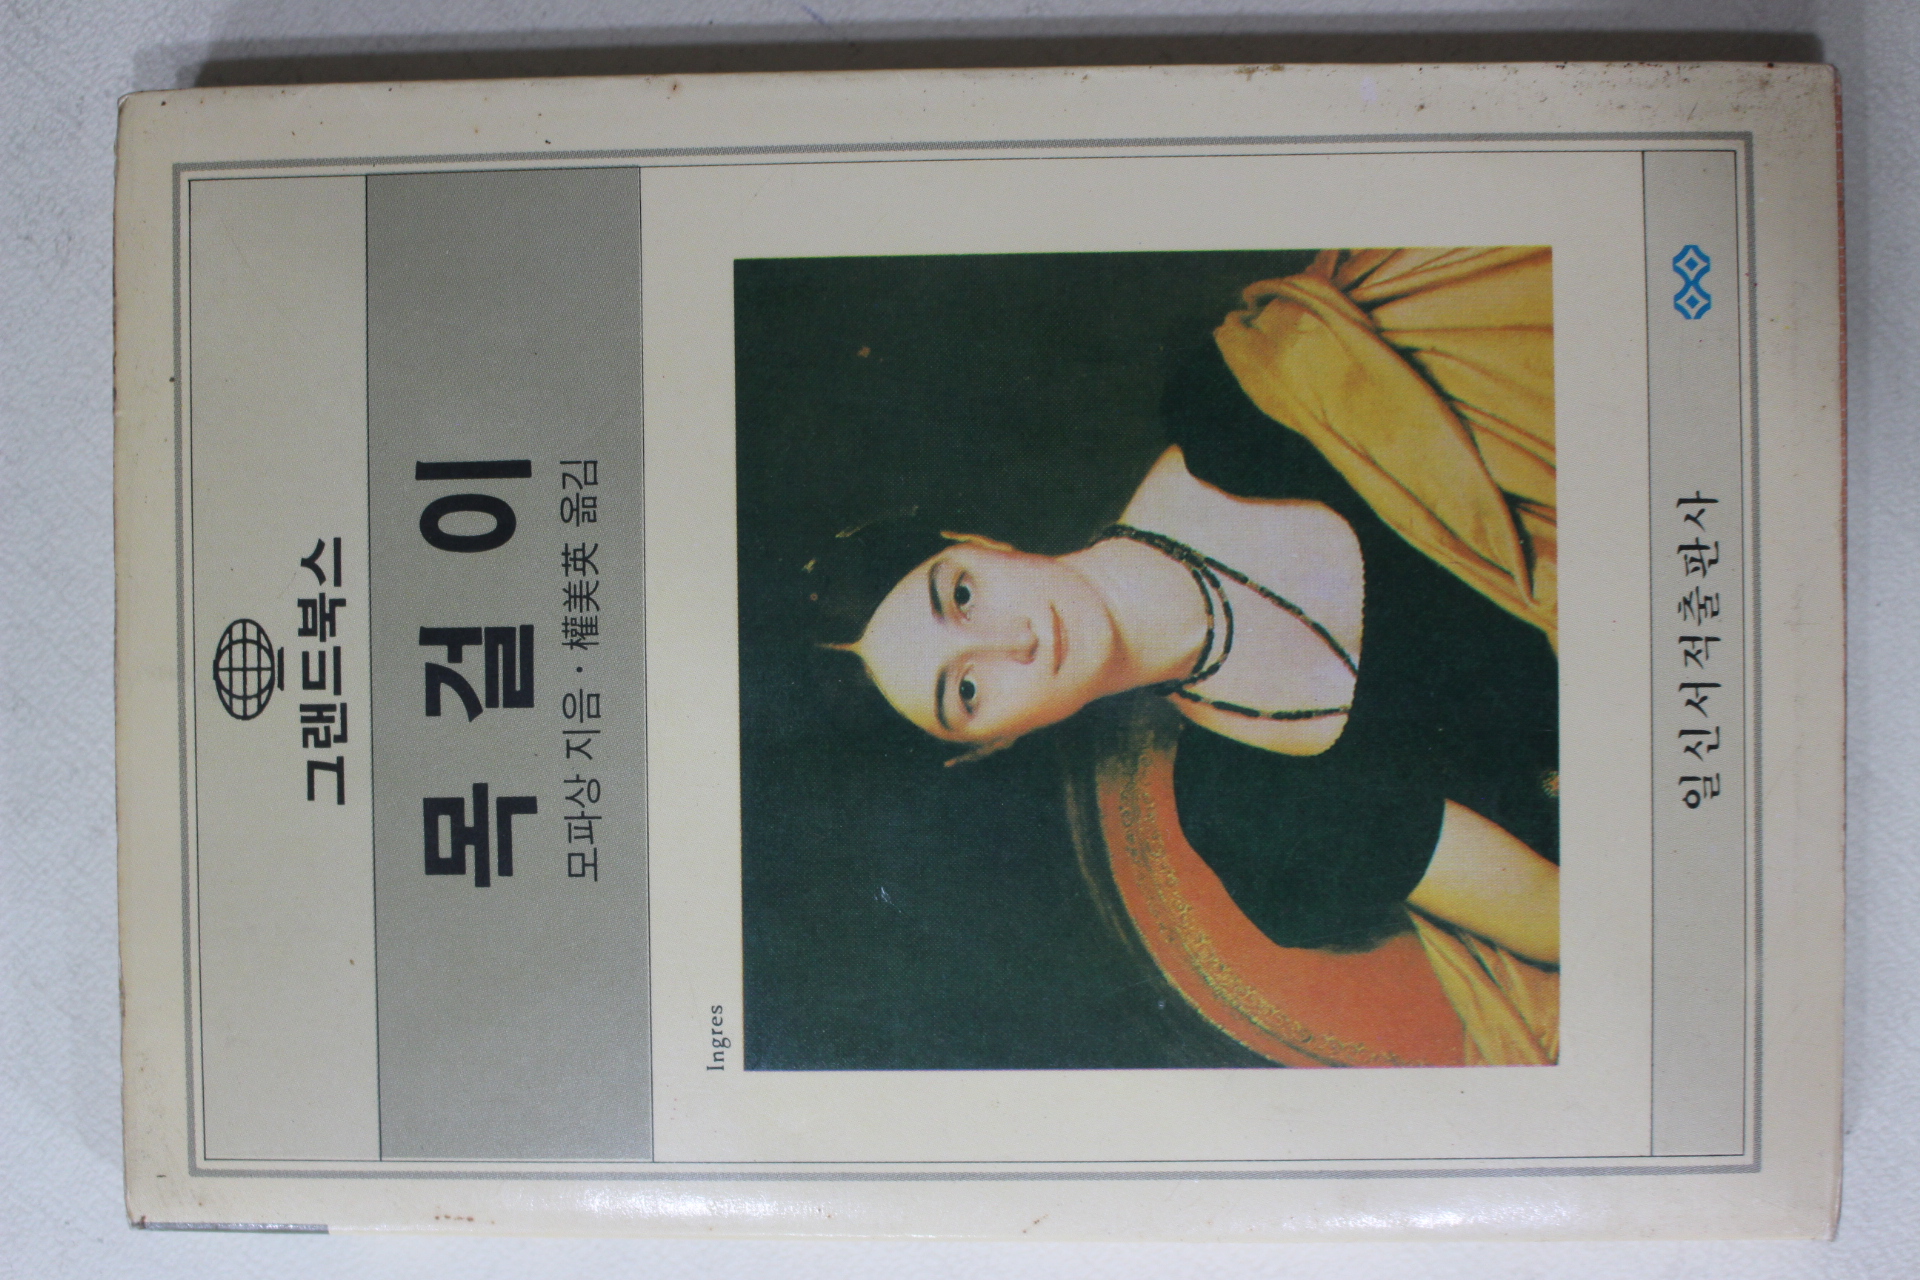 그랜드북스
목걸이
모파상 지음·權美英 옮김
Ingres
일신서적출판사